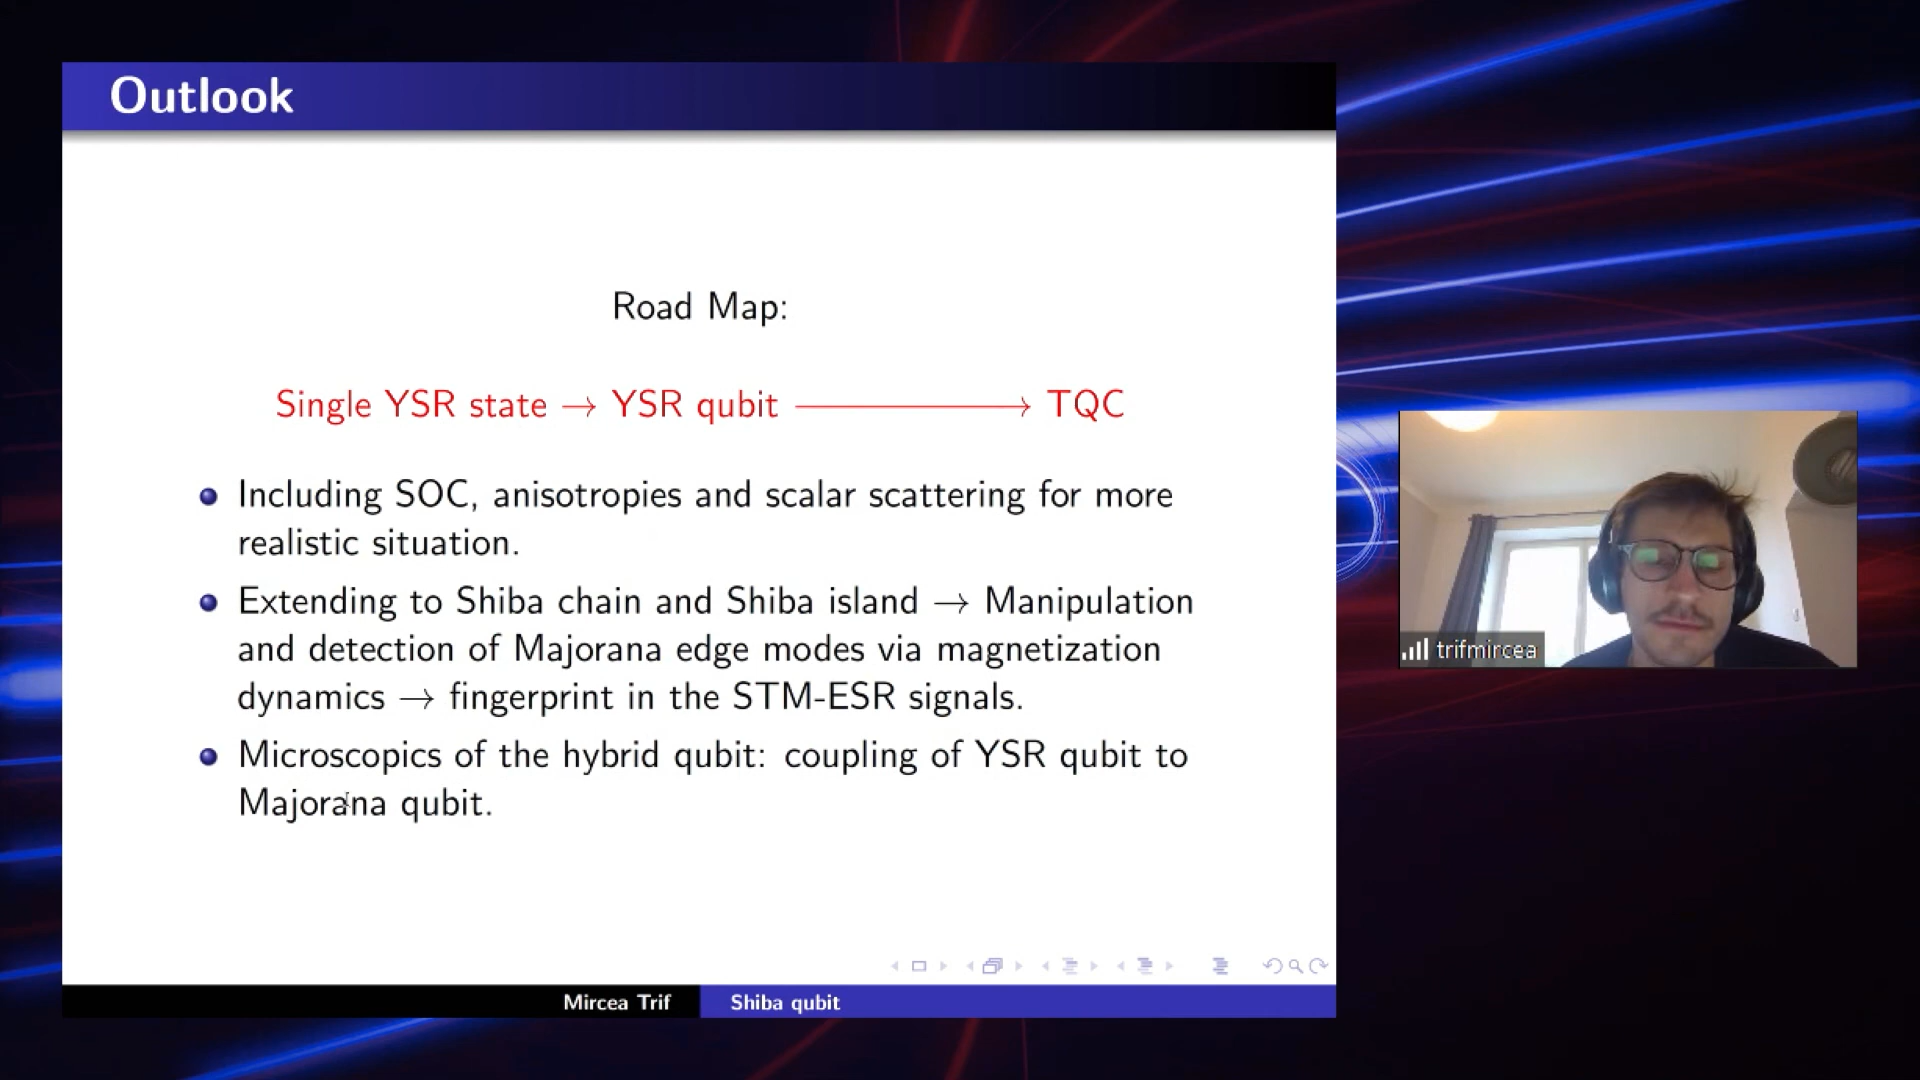 Outlook
Road Map:
Single YSR state → YSR qubit ⟶ TQC
Including SOC, anisotropies and scalar scattering for more
realistic situation.
Extending to Shiba chain and Shiba island → Manipulation
and detection of Majorana edge modes via magnetization
dynamics → fingerprint in the STM-ESR signals.
Microscopics of the hybrid qubit: coupling of YSR qubit to
Majorana qubit.
trifmircea
Mircea Trif
Shiba qubit